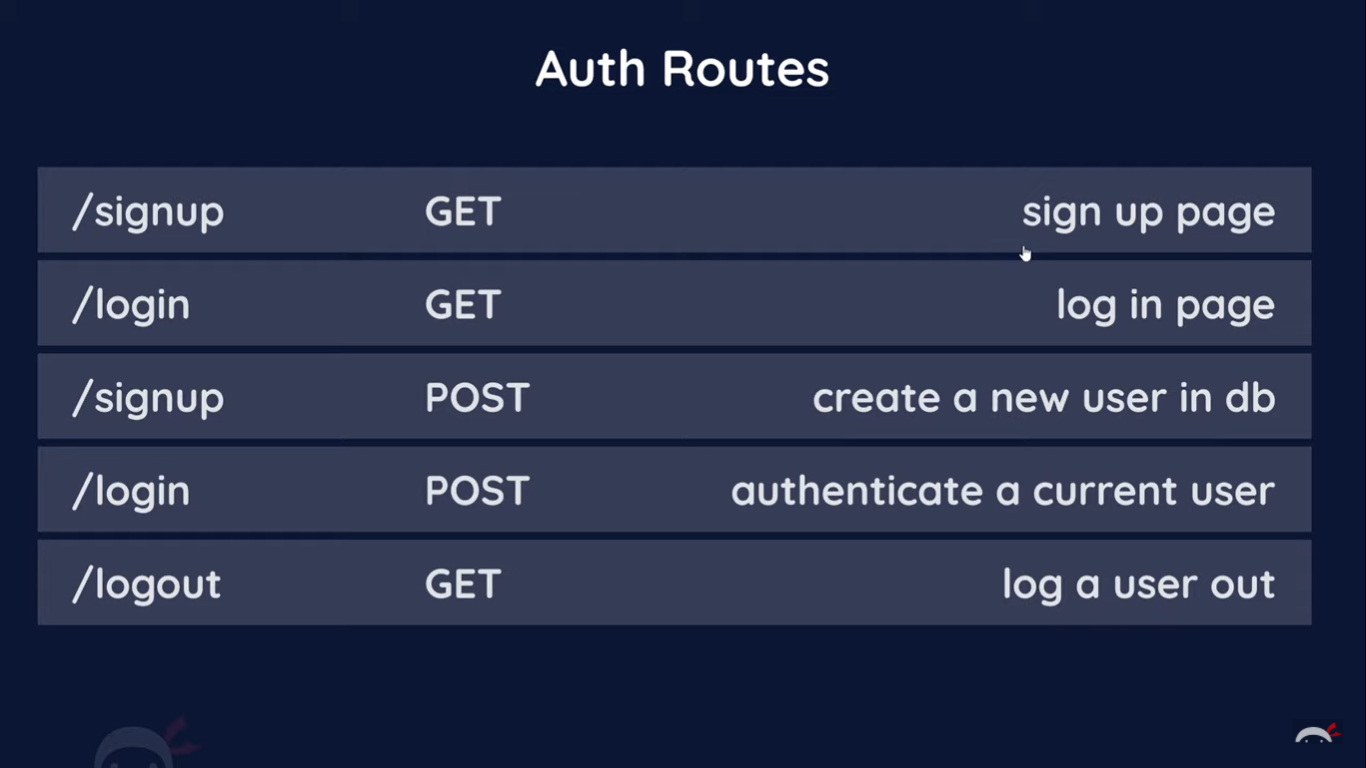 Auth Routes
/signup GET sign up page
/login GET log in page
/signup POST create a new user in db
/login POST authenticate a current user
/logout GET log a user out